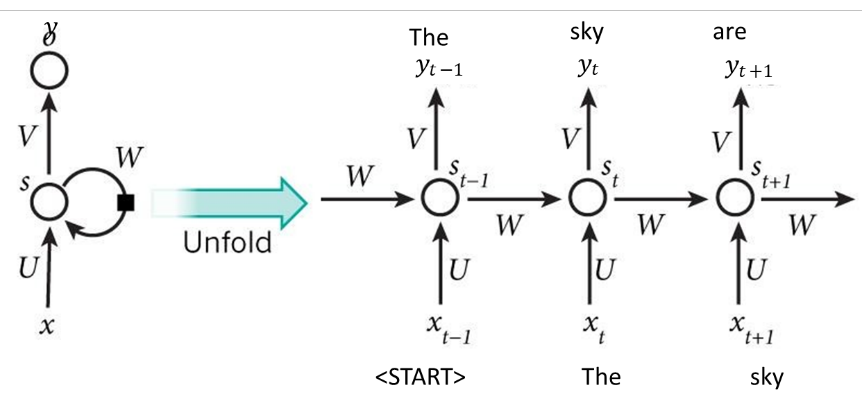 The sky are
y y_{t-1} y_t y_{t+1}
V V V V
s W W s_{t-1} s_t s_{t+1}
Unfold W W W
U U U U
x x_{t-1} x_t x_{t+1}
<START> The sky